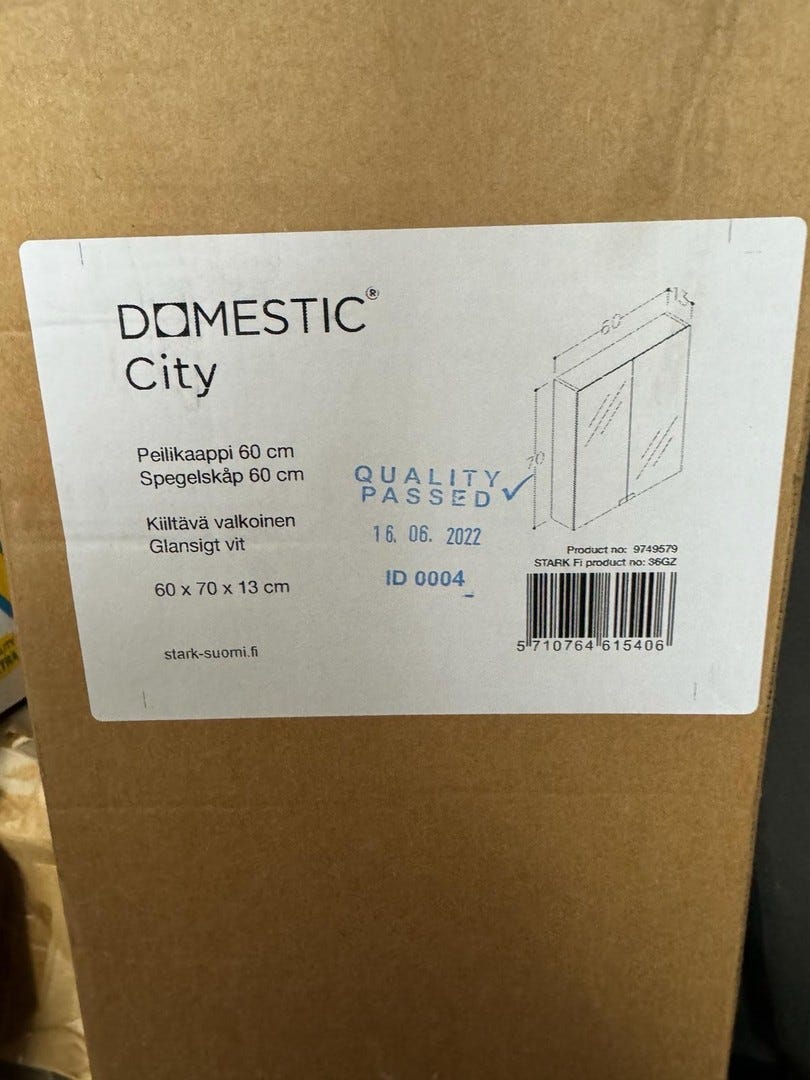 DOMESTIC®
City
Peilikaappi 60 cm
Spegelskåp 60 cm
Kiiltävä valkoinen
Glansigt vit
60 x 70 x 13 cm
stark-suomi.fi
QUALITY
PASSED
16. 06. 2022
ID 0004
60
13
70
Product no: 9749579
STARK Fi product no: 36GZ
5 710764 615406